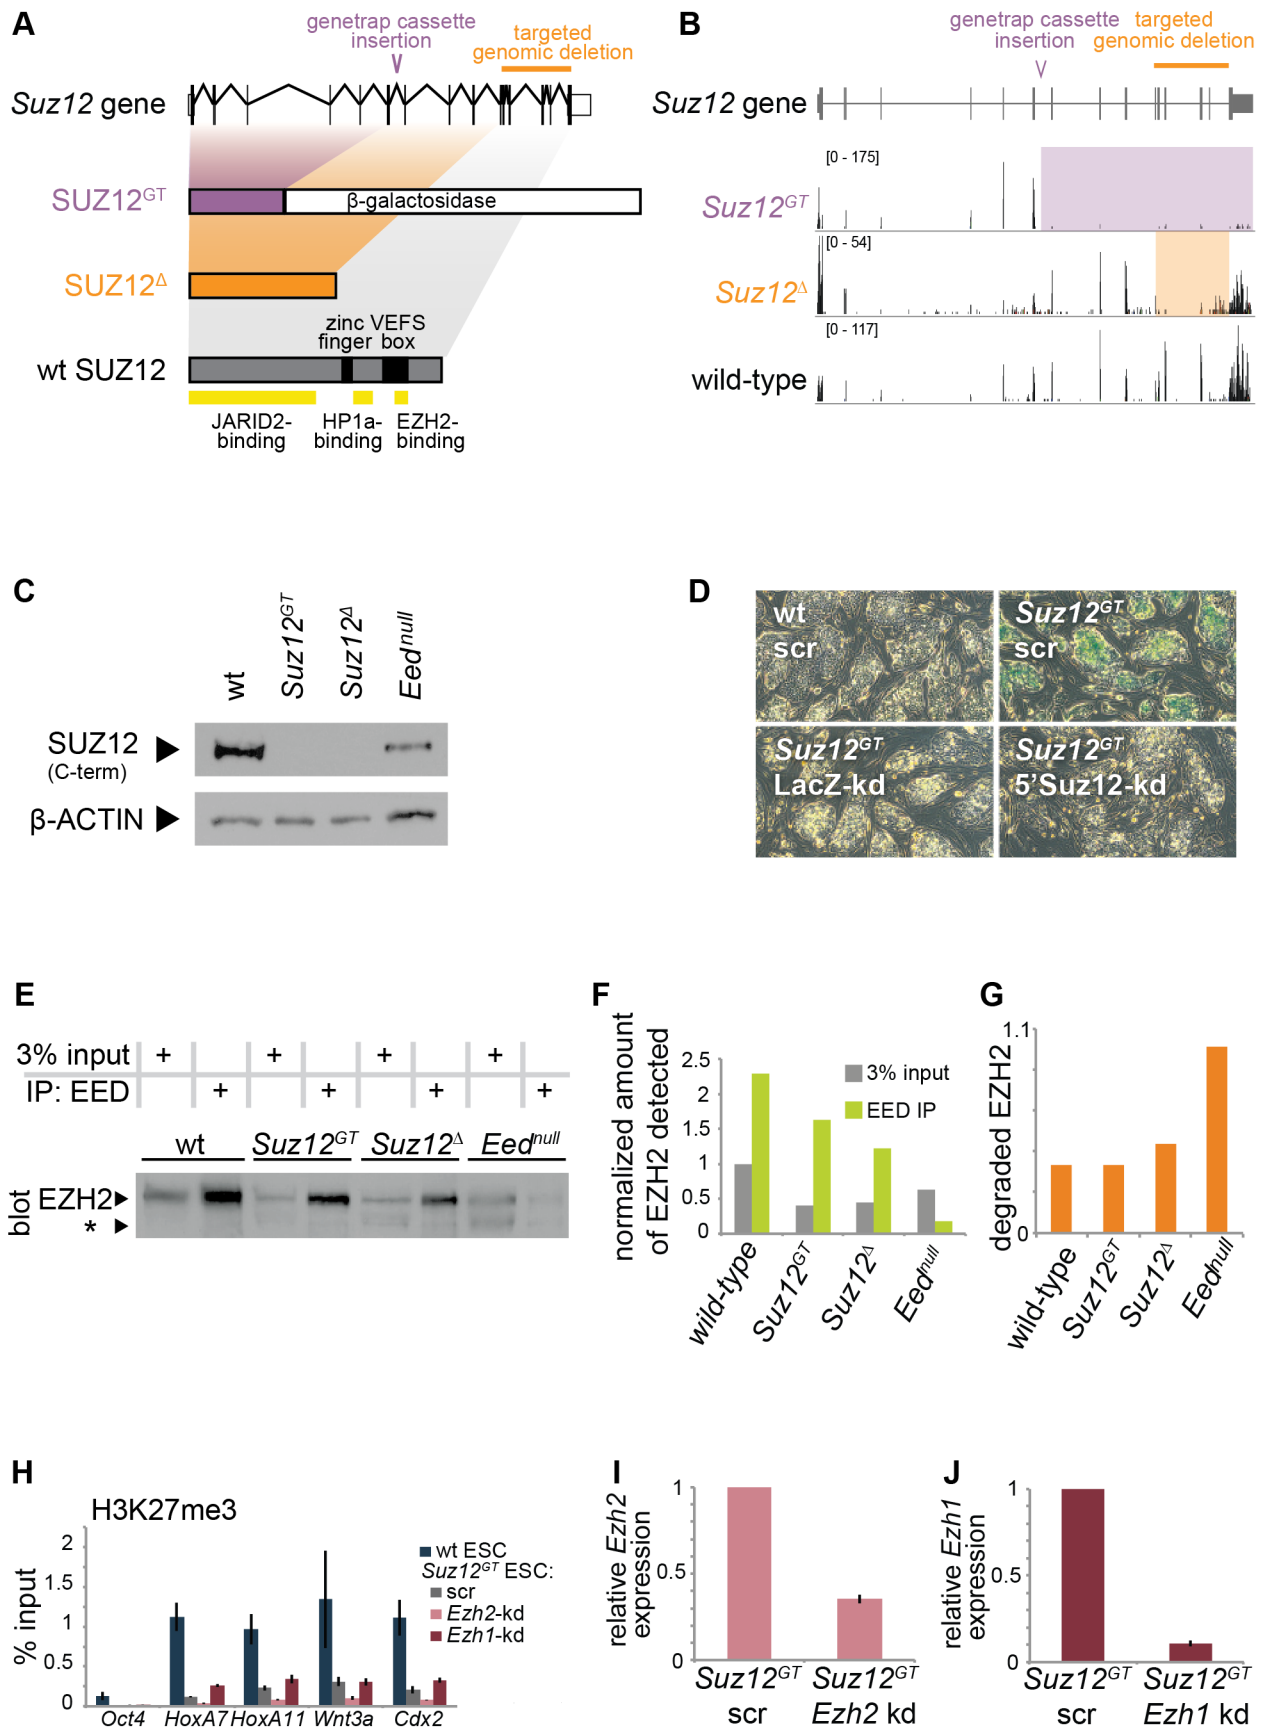 A
genetrap cassette
insertion
targeted
genomic deletion
Suz12 gene
SUZ12GT
β-galactosidase
SUZ12Δ
zinc VEFS
finger box
wt SUZ12
JARID2-
binding
HP1a-
binding
EZH2-
binding
B
genetrap cassette
insertion
targeted
genomic deletion
Suz12 gene
[0 - 175]
Suz12GT
[0 - 54]
Suz12Δ
[0 - 117]
wild-type
C
wt
Suz12GT
Suz12Δ
Eednull
SUZ12
(C-term)
β-ACTIN
D
wt
scr
Suz12GT
scr
Suz12GT
LacZ-kd
Suz12GT
5'Suz12-kd
E
3% input + + + +
IP: EED + + + +
wt Suz12GT Suz12Δ Eednull
blot
EZH2
*
F
normalized amount
of EZH2 detected
2.5
2
1.5
1
0.5
0
3% input
EED IP
wild-type
Suz12GT
Suz12Δ
Eednull
G
degraded EZH2
1.1
0
wild-type
Suz12GT
Suz12Δ
Eednull
H
H3K27me3
% input
2
1.5
1
0.5
0
wt ESC
Suz12GT ESC:
scr
Ezh2-kd
Ezh1-kd
Oct4 HoxA7 HoxA11 Wnt3a Cdx2
I
relative Ezh2
expression
1
0.5
0
Suz12GT
scr
Suz12GT
Ezh2 kd
J
relative Ezh1
expression
1
0.5
0
Suz12GT
scr
Suz12GT
Ezh1 kd